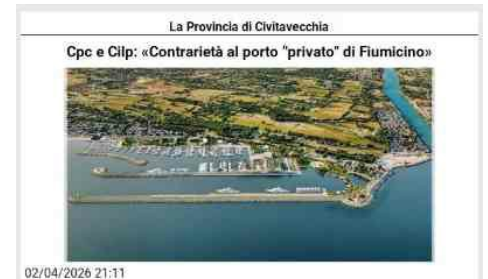 La Provincia di Civitavecchia
Cpc e Cilp: «Contrarietà al porto “privato" di Fiumicino»
02/04/2026 21:11